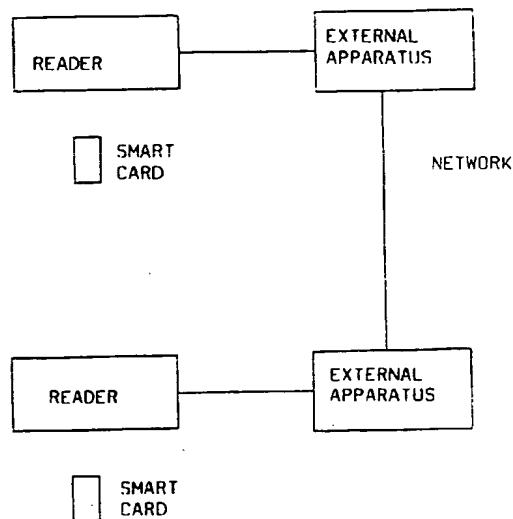 READER
EXTERNAL
APPARATUS
SMART
CARD
NETWORK
READER
EXTERNAL
APPARATUS
SMART
CARD